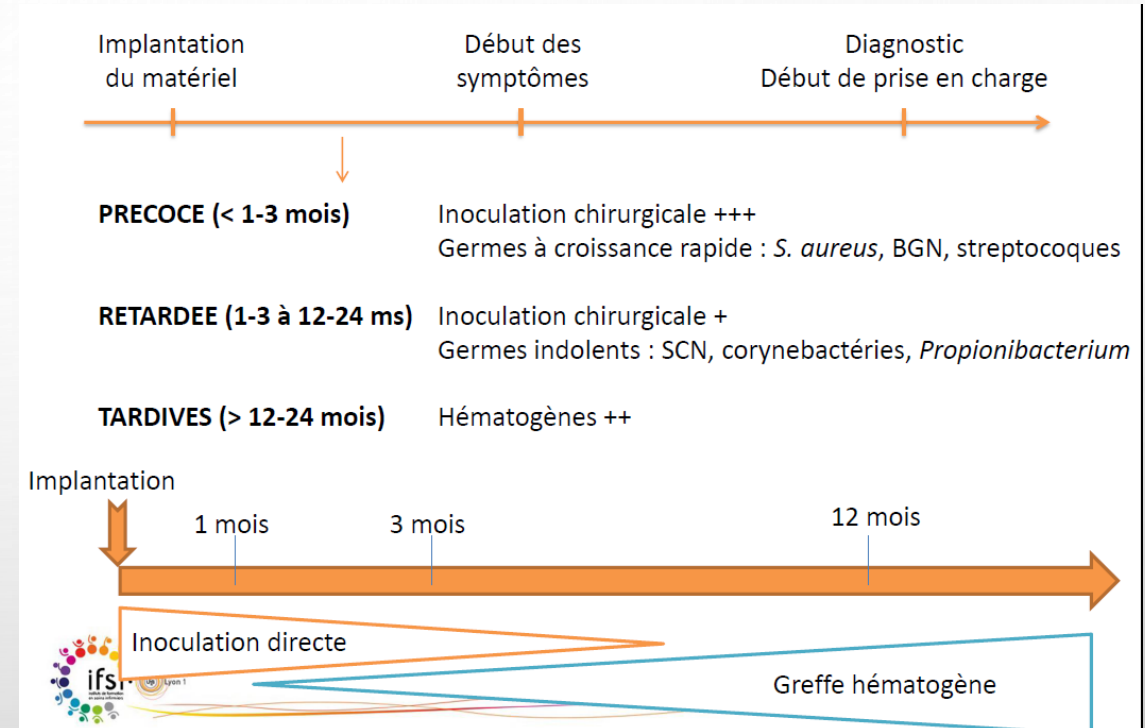 Implantation
du matériel
Début des
symptômes
Diagnostic
Début de prise en charge
PRECOCE (< 1-3 mois)
Inoculation chirurgicale +++
Germes à croissance rapide : S. aureus, BGN, streptocoques
RETARDEE (1-3 à 12-24 ms)
Inoculation chirurgicale +
Germes indolents : SCN, corynebactéries, Propionibacterium
TARDIVES (> 12-24 mois)
Hématogènes ++
Implantation
1 mois
3 mois
12 mois
Inoculation directe
Greffe hématogène
ifsi
Lyon 1